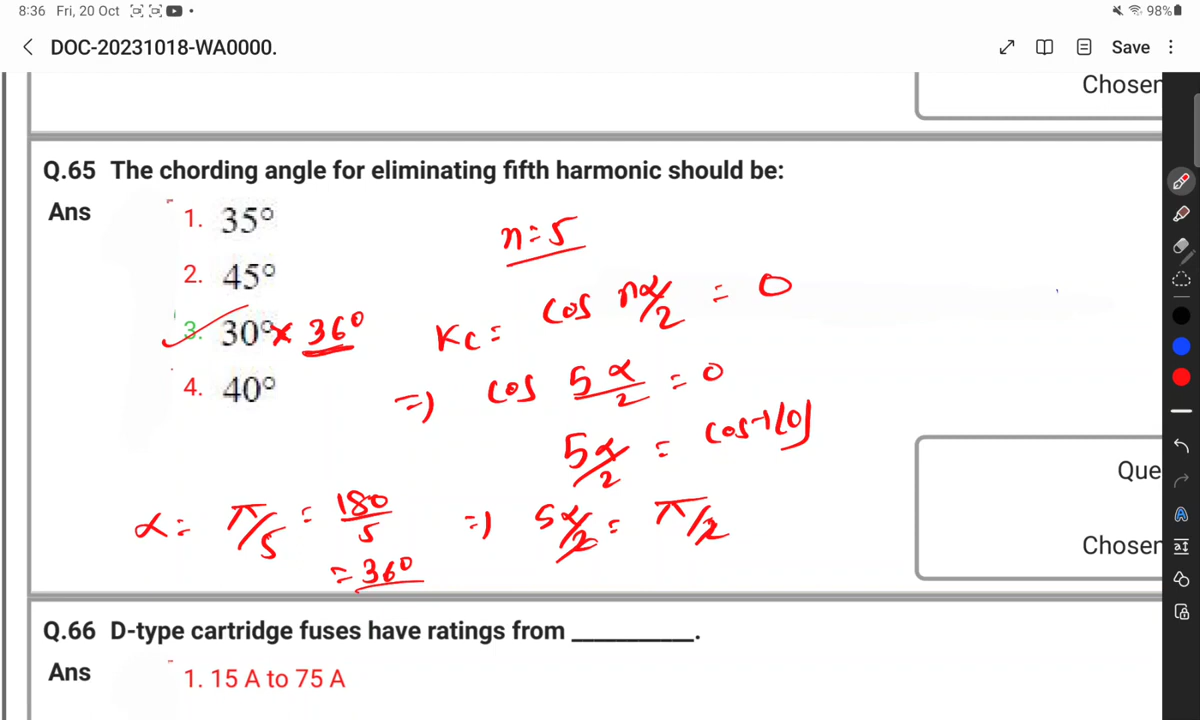 8:36 Fri, 20 Oct
98%
DOC-20231018-WA0000.
Save
Chosen
Q.65 The chording angle for eliminating fifth harmonic should be:
Ans
1. 35°
2. 45°
3. 30° x 36°
4. 40°
n=5
Kc = cos nα/2 = 0
=) cos 5α/2 = 0
5α/2 = cos-1(0)
=) 5α/2 = π/2
α = π/5 = 180/5
= 36°
Que
Chosen
Q.66 D-type cartridge fuses have ratings from __________.
Ans
1. 15 A to 75 A